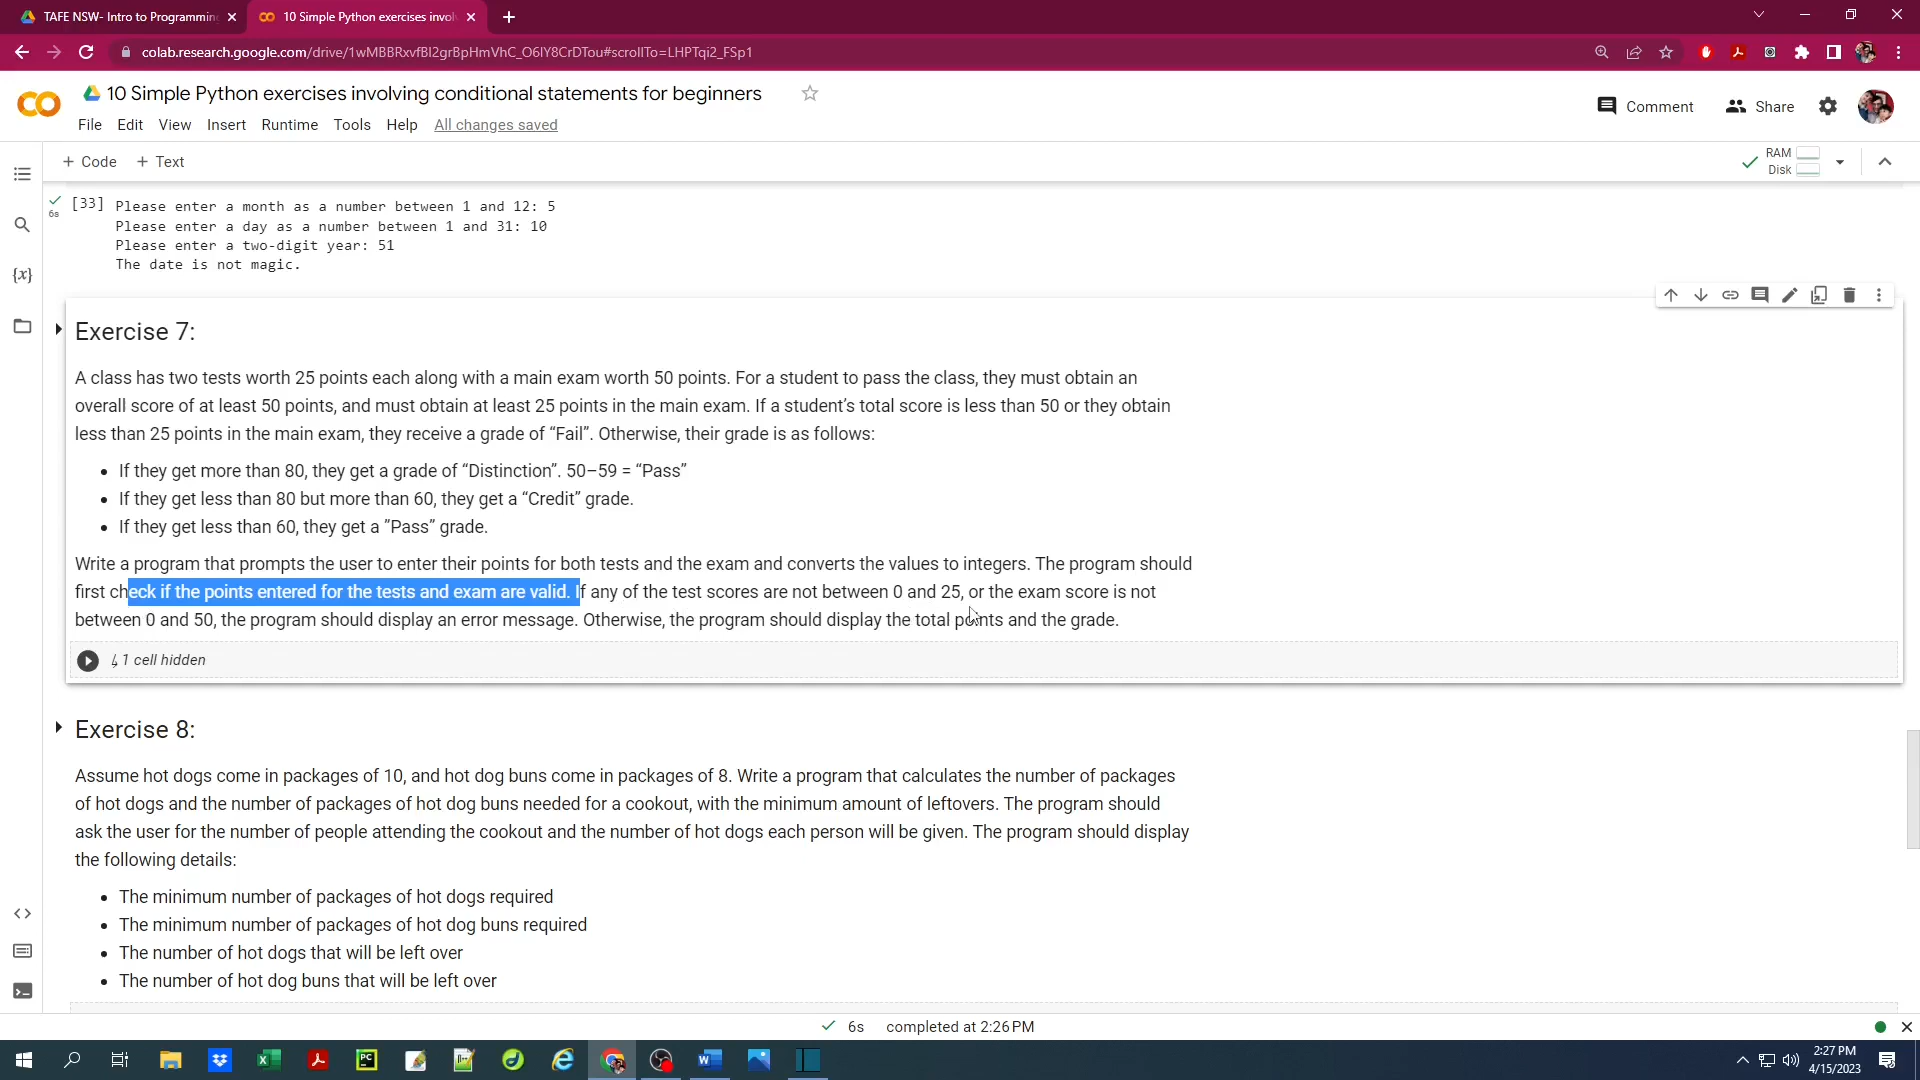 TAFE NSW- Intro to Programmin
10 Simple Python exercises invol
colab.research.google.com/drive/1wMBBRxvfBI2grBpHmVhC_O6lY8CrDTou#scrollTo=LHPTqi2_FSp1
10 Simple Python exercises involving conditional statements for beginners
Comment
Share
File Edit View Insert Runtime Tools Help All changes saved
+ Code + Text
RAM
Disk
[33] Please enter a month as a number between 1 and 12: 5
6s
Please enter a day as a number between 1 and 31: 10
Please enter a two-digit year: 51
The date is not magic.
{x}
Exercise 7:
A class has two tests worth 25 points each along with a main exam worth 50 points. For a student to pass the class, they must obtain an
overall score of at least 50 points, and must obtain at least 25 points in the main exam. If a student’s total score is less than 50 or they obtain
less than 25 points in the main exam, they receive a grade of “Fail”. Otherwise, their grade is as follows:
• If they get more than 80, they get a grade of “Distinction”. 50–59 = “Pass”
• If they get less than 80 but more than 60, they get a “Credit” grade.
• If they get less than 60, they get a ”Pass” grade.
Write a program that prompts the user to enter their points for both tests and the exam and converts the values to integers. The program should
first check if the points entered for the tests and exam are valid. If any of the test scores are not between 0 and 25, or the exam score is not
between 0 and 50, the program should display an error message. Otherwise, the program should display the total points and the grade.
↳ 1 cell hidden
Exercise 8:
Assume hot dogs come in packages of 10, and hot dog buns come in packages of 8. Write a program that calculates the number of packages
of hot dogs and the number of packages of hot dog buns needed for a cookout, with the minimum amount of leftovers. The program should
ask the user for the number of people attending the cookout and the number of hot dogs each person will be given. The program should display
the following details:
• The minimum number of packages of hot dogs required
• The minimum number of packages of hot dog buns required
• The number of hot dogs that will be left over
• The number of hot dog buns that will be left over
6s completed at 2:26 PM
2:27 PM
4/15/2023